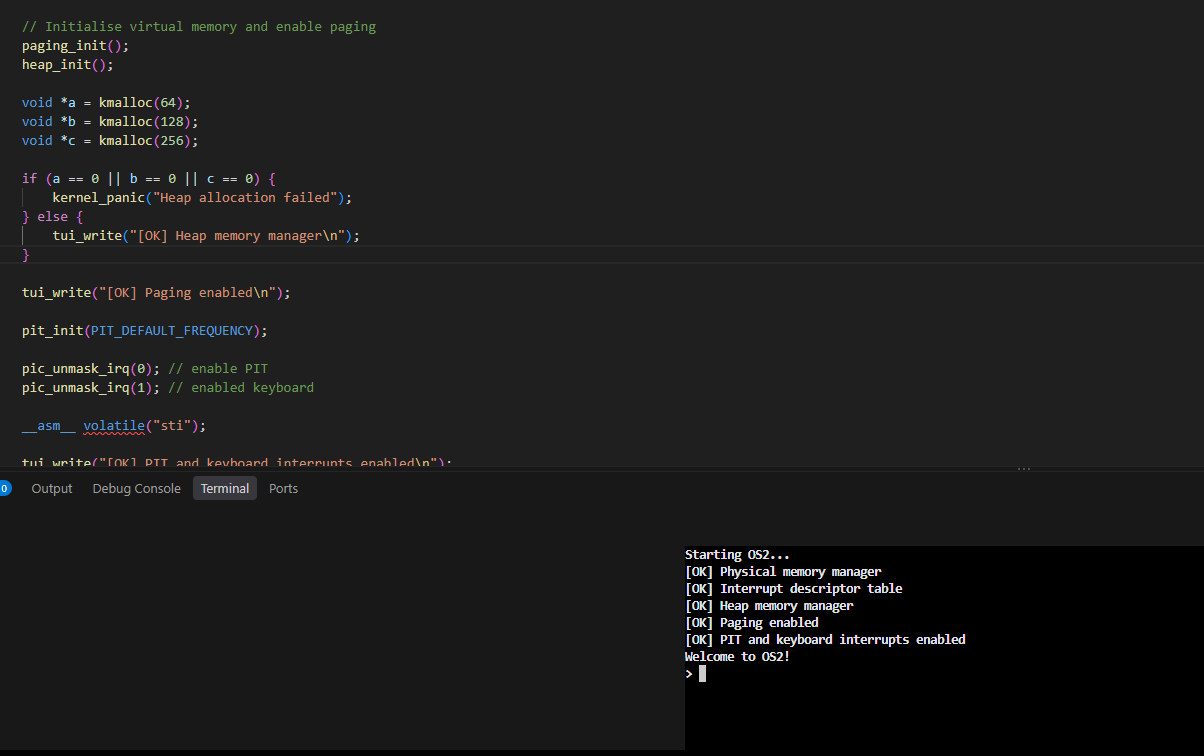 // Initialise virtual memory and enable paging
paging_init();
heap_init();
void *a = kmalloc(64);
void *b = kmalloc(128);
void *c = kmalloc(256);
if (a == 0 || b == 0 || c == 0) {
kernel_panic("Heap allocation failed");
} else {
tui_write("[OK] Heap memory manager\n");
}
tui_write("[OK] Paging enabled\n");
pit_init(PIT_DEFAULT_FREQUENCY);
pic_unmask_irq(0); // enable PIT
pic_unmask_irq(1); // enabled keyboard
__asm__ volatile("sti");
tui_write("[OK] PIT and keyboard interrupts enabled\n");
0 Output Debug Console Terminal Ports
Starting OS2...
[OK] Physical memory manager
[OK] Interrupt descriptor table
[OK] Heap memory manager
[OK] Paging enabled
[OK] PIT and keyboard interrupts enabled
Welcome to OS2!
>